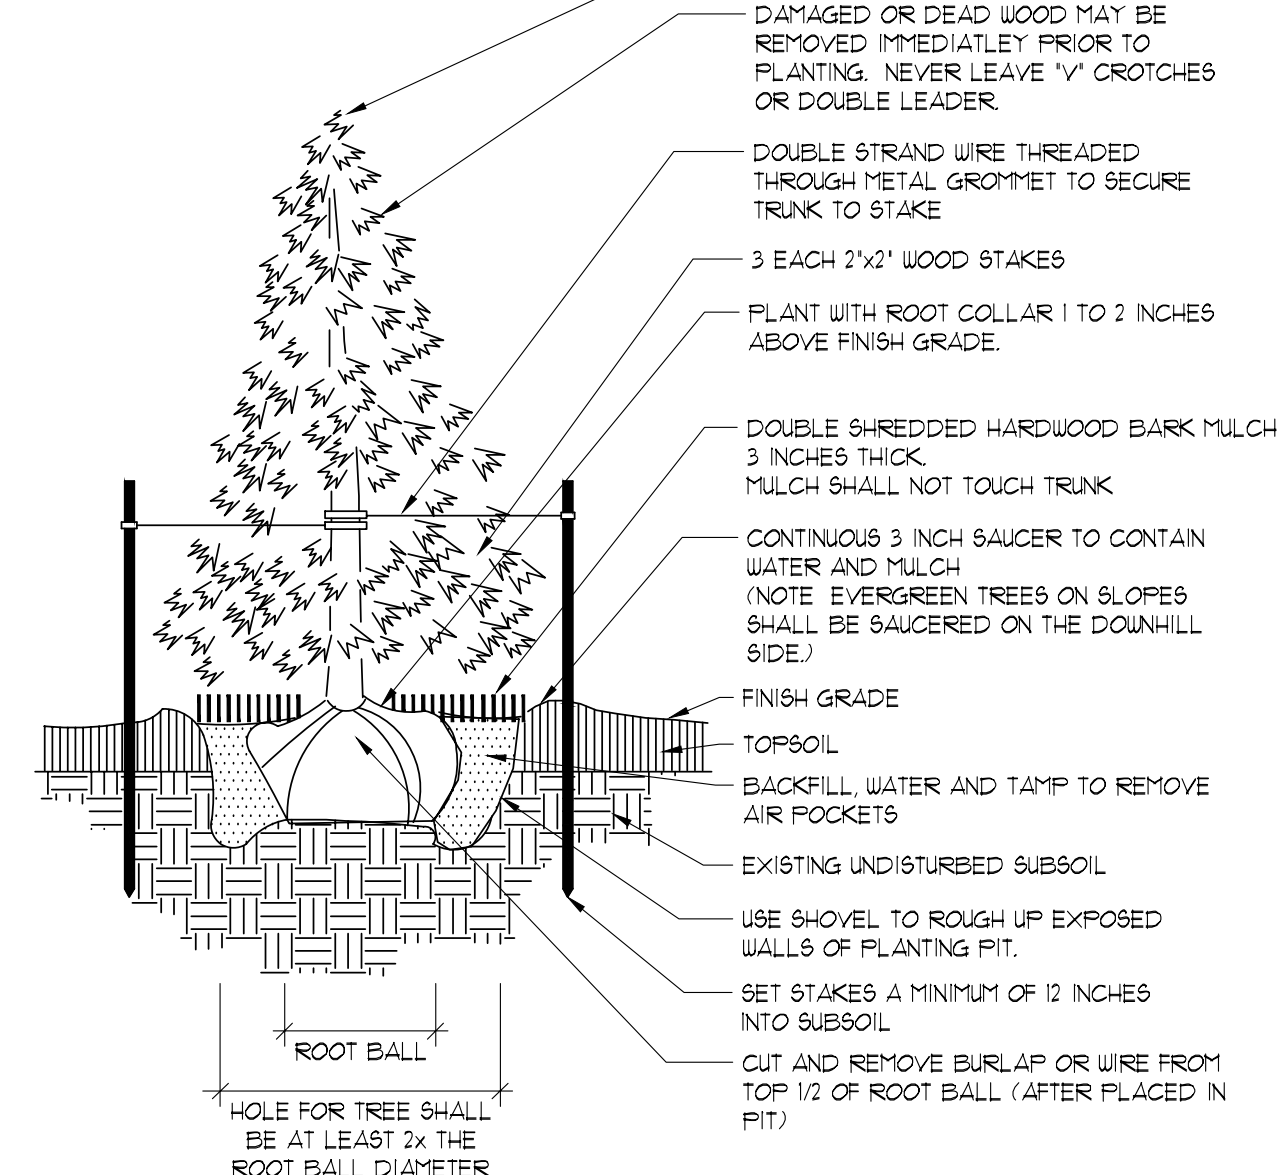 DAMAGED OR DEAD WOOD MAY BE
REMOVED IMMEDIATLEY PRIOR TO
PLANTING. NEVER LEAVE "V" CROTCHES
OR DOUBLE LEADER.
DOUBLE STRAND WIRE THREADED
THROUGH METAL GROMMET TO SECURE
TRUNK TO STAKE
3 EACH 2"x2" WOOD STAKES
PLANT WITH ROOT COLLAR 1 TO 2 INCHES
ABOVE FINISH GRADE.
DOUBLE SHREDDED HARDWOOD BARK MULCH
3 INCHES THICK.
MULCH SHALL NOT TOUCH TRUNK
CONTINUOUS 3 INCH SAUCER TO CONTAIN
WATER AND MULCH
(NOTE EVERGREEN TREES ON SLOPES
SHALL BE SAUCERED ON THE DOWNHILL
SIDE.)
FINISH GRADE
TOPSOIL
BACKFILL, WATER AND TAMP TO REMOVE
AIR POCKETS
EXISTING UNDISTURBED SUBSOIL
USE SHOVEL TO ROUGH UP EXPOSED
WALLS OF PLANTING PIT.
SET STAKES A MINIMUM OF 12 INCHES
INTO SUBSOIL
CUT AND REMOVE BURLAP OR WIRE FROM
TOP 1/2 OF ROOT BALL (AFTER PLACED IN
PIT)
ROOT BALL
HOLE FOR TREE SHALL
BE AT LEAST 2x THE
ROOT BALL DIAMETER